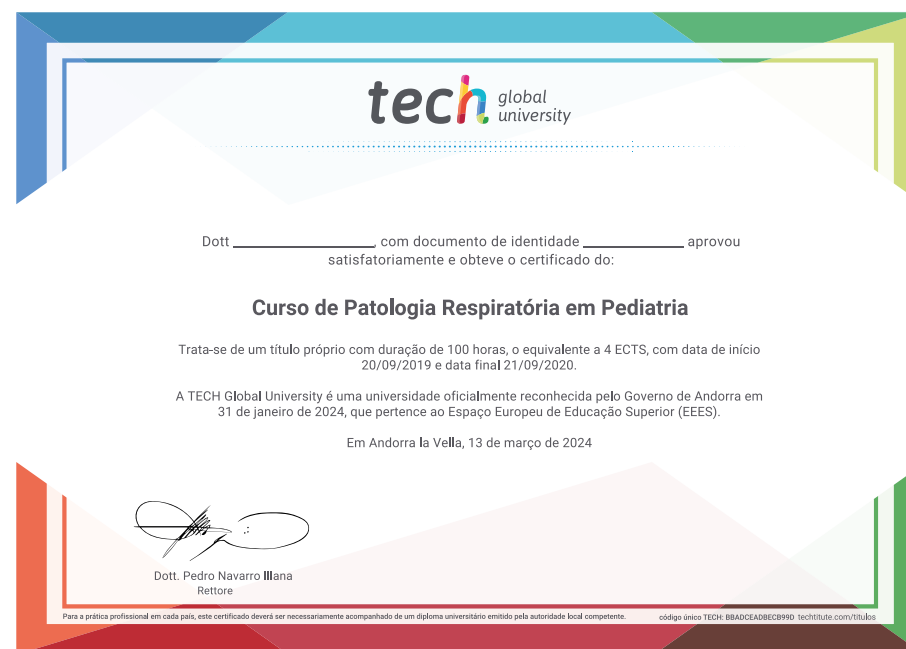 tech global university
Dott ____________________, com documento de identidade ______________ aprovou
satisfatoriamente e obteve o certificado do:
Curso de Patologia Respiratória em Pediatria
Trata-se de um título próprio com duração de 100 horas, o equivalente a 4 ECTS, com data de início
20/09/2019 e data final 21/09/2020.
A TECH Global University é uma universidade oficialmente reconhecida pelo Governo de Andorra em
31 de janeiro de 2024, que pertence ao Espaço Europeu de Educação Superior (EEES).
Em Andorra la Vella, 13 de março de 2024
Dott. Pedro Navarro Illana
Rettore
Para a prática profissional em cada país, este certificado deverá ser necessariamente acompanhado de um diploma universitário emitido pela autoridade local competente.
código único TECH: BBADCEADBECB99D techtitute.com/titulos